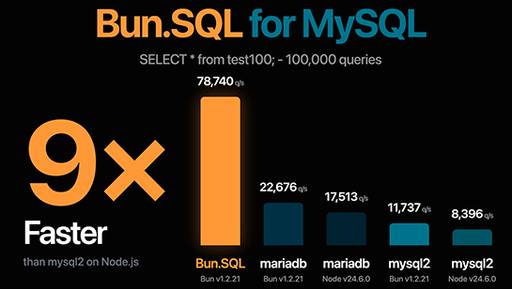 Bun.SQL for MySQL
SELECT * from test100; - 100,000 queries
78,740 q/s
9×
22,676 q/s
17,513 q/s
11,737 q/s
8,396 q/s
Faster
than mysql2 on Node.js
Bun.SQL mariadb mariadb mysql2 mysql2
Bun v1.2.21 Bun v1.2.21 Node v24.6.0 Bun v1.2.21 Node v24.6.0